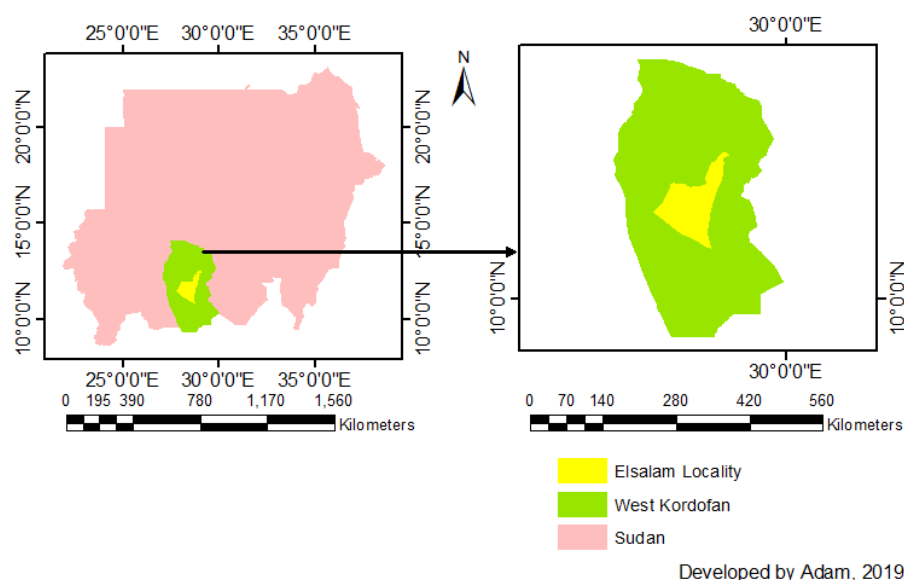 30°0'0"E
25°0'0"E 30°0'0"E 35°0'0"E
N
20°0'0"N
20°0'0"N
15°0'0"N
15°0'0"N
10°0'0"N
10°0'0"N
10°0'0"N
10°0'0"N
25°0'0"E 30°0'0"E 35°0'0"E
30°0'0"E
0 195 390 780 1,170 1,560
Kilometers
0 70 140 280 420 560
Kilometers
Elsalam Locality
West Kordofan
Sudan
Developed by Adam, 2019